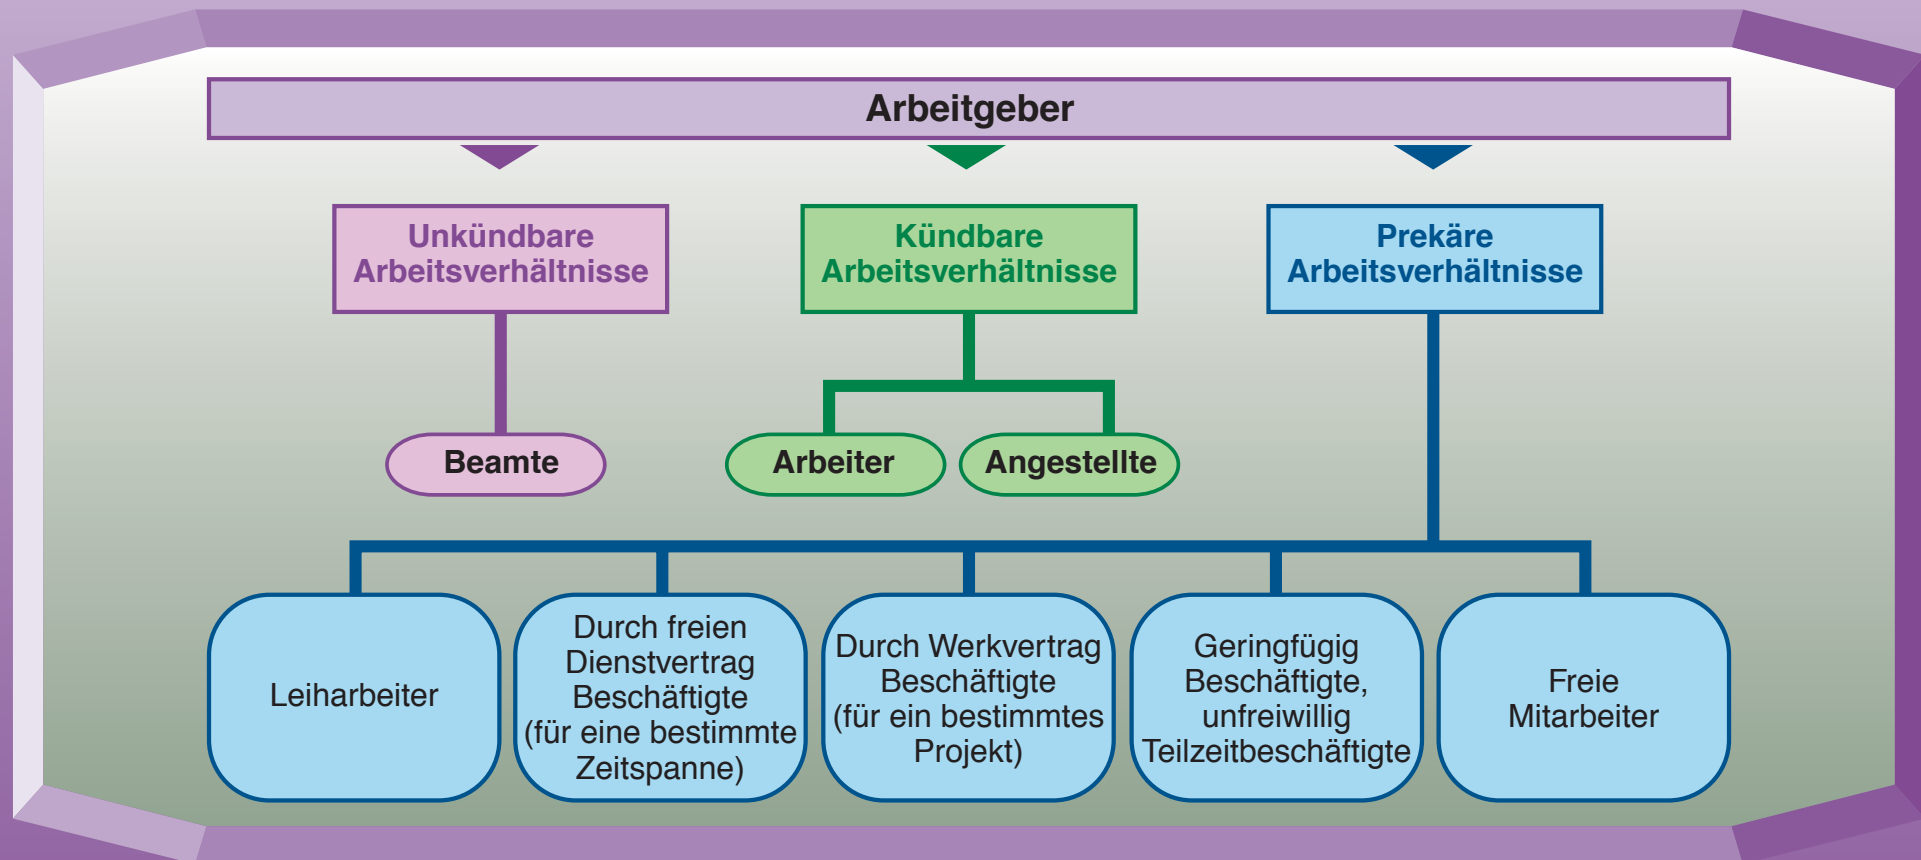 Arbeitgeber
Unkündbare
Arbeitsverhältnisse
Kündbare
Arbeitsverhältnisse
Prekäre
Arbeitsverhältnisse
Beamte
Arbeiter
Angestellte
Leiharbeiter
Durch freien
Dienstvertrag
Beschäftigte
(für eine bestimmte
Zeitspanne)
Durch Werkvertrag
Beschäftigte
(für ein bestimmtes
Projekt)
Geringfügig
Beschäftigte,
unfreiwillig
Teilzeitbeschäftigte
Freie
Mitarbeiter